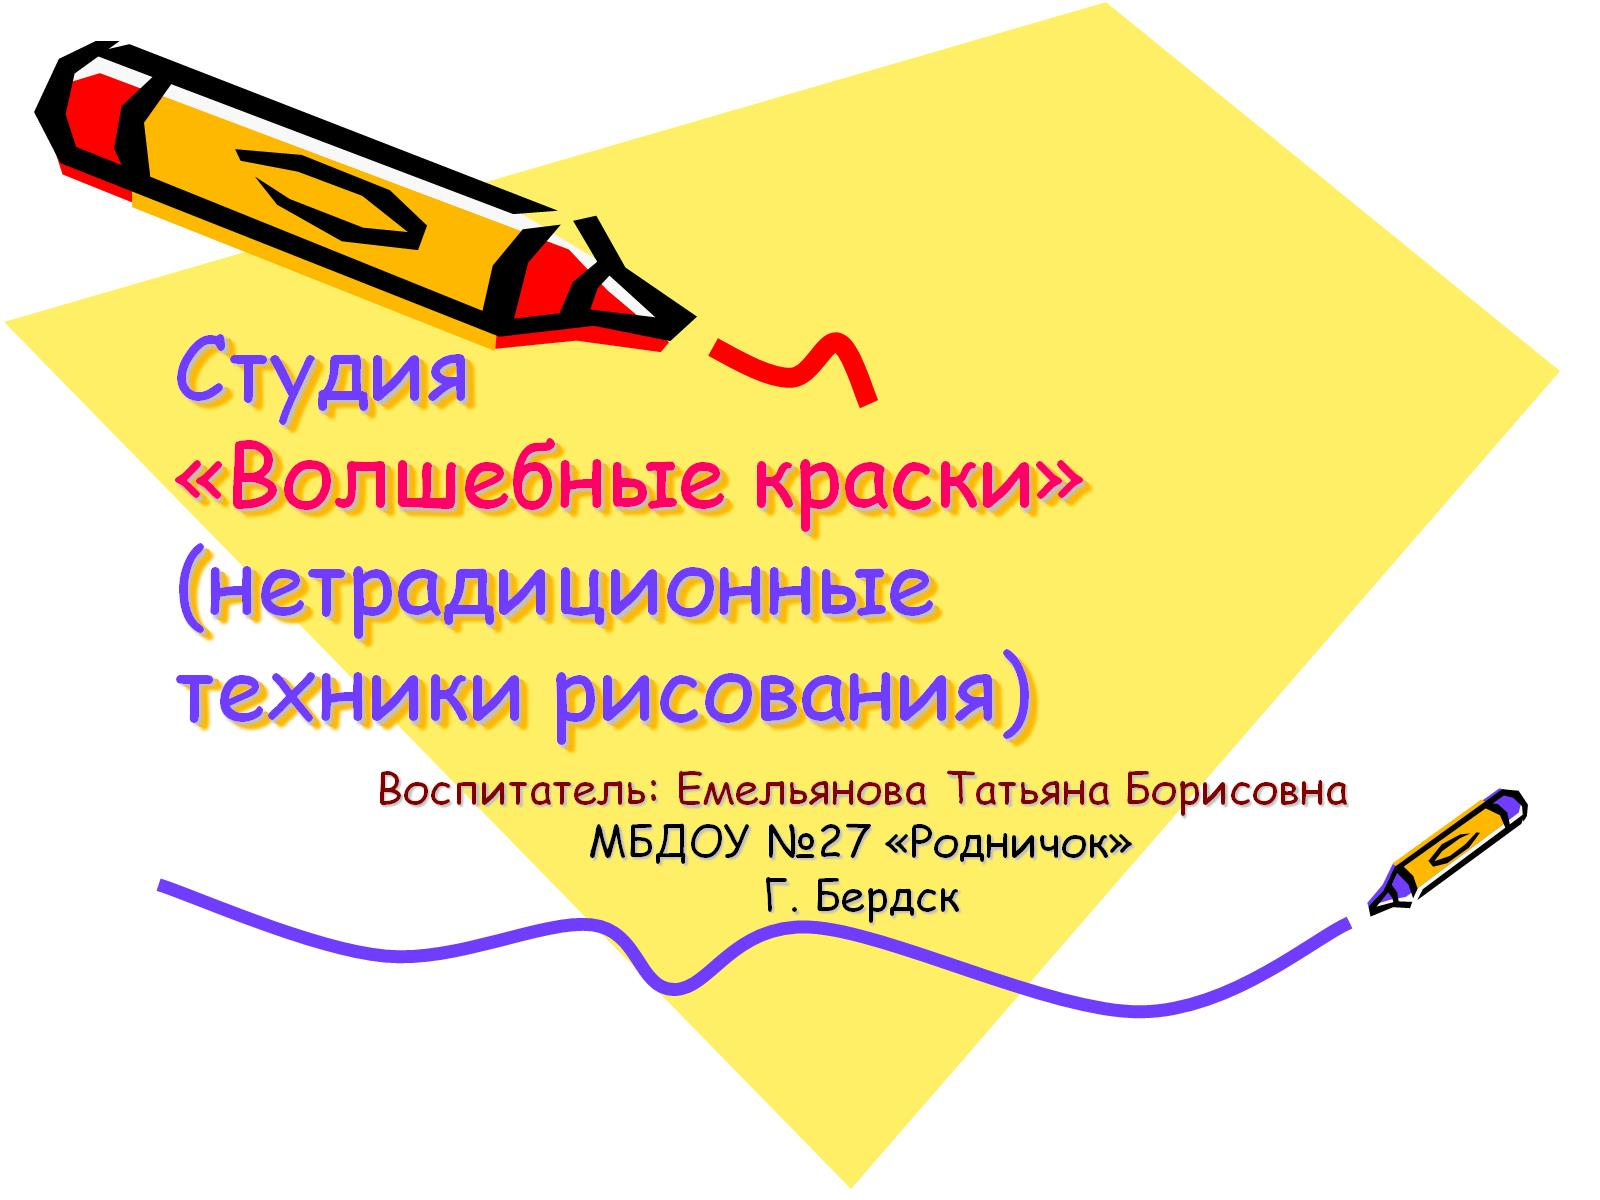 Студия
«Волшебные краски»
(нетрадиционные
техники рисования)
Воспитатель: Емельянова Татьяна Борисовна
МБДОУ №27 «Родничок»
Г. Бердск